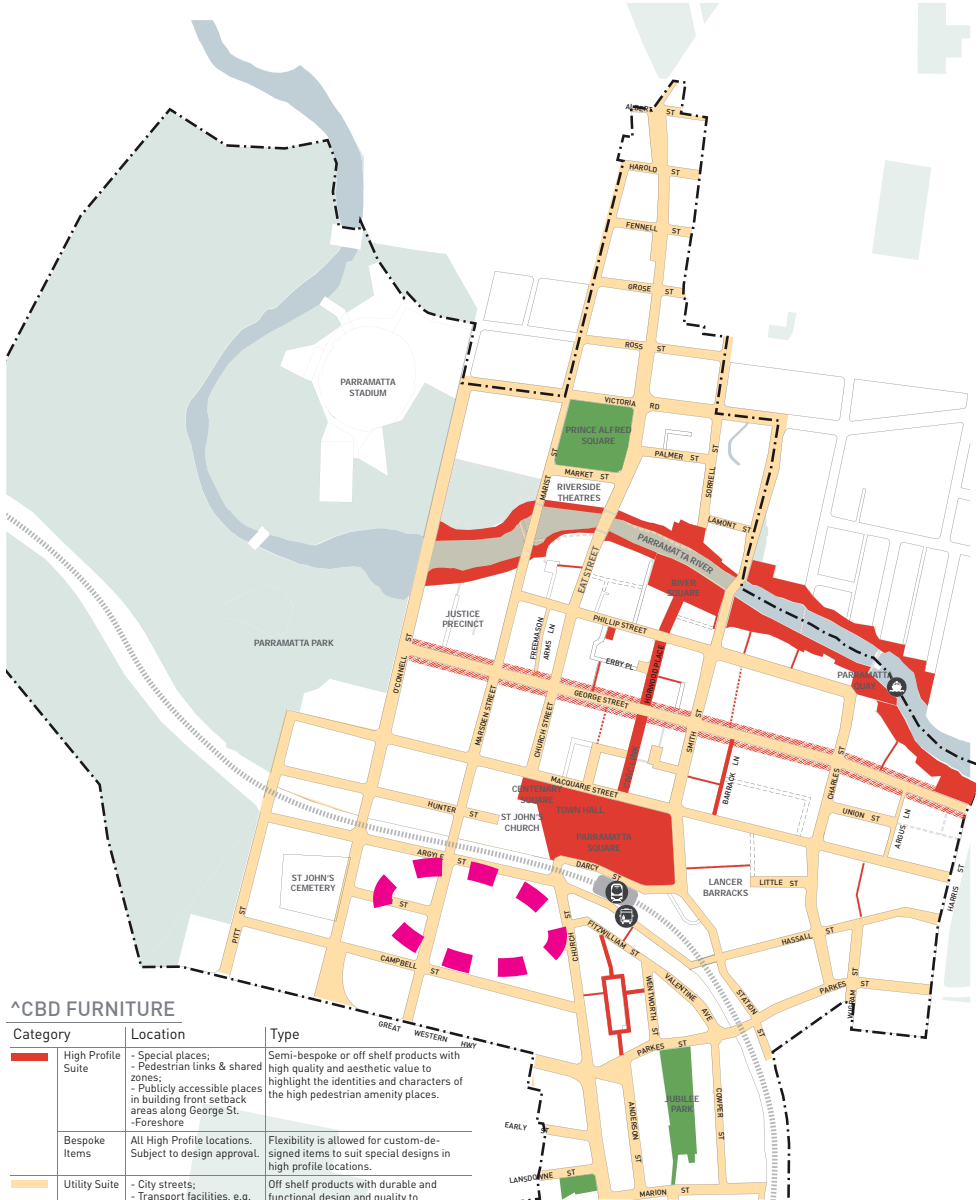 ALBERT ST
HAROLD ST
FENNELL ST
GROSE ST
ROSS ST
VICTORIA RD
PARRAMATTA
STADIUM
PRINCE ALFRED
SQUARE
PALMER ST
SORRELL ST
MARKET ST
MARIST ST
RIVERSIDE
THEATRES
LAMONT ST
PARRAMATTA RIVER
EAT STREET
RIVER
SQUARE
JUSTICE
PRECINCT
PHILLIP STREET
FREEMASON
ARMS LN
PARRAMATTA PARK
O'CONNELL ST
ERBY PL
HORWOOD PLACE
PARRAMATTA
QUAY
GEORGE STREET
MARSDEN STREET
CHURCH STREET
SMITH ST
BARRACK LN
CHARLES ST
MACQUARIE STREET
CENTENARY
SQUARE
TOWN HALL
HUNTER ST
ST JOHN'S
CHURCH
UNION ST
ARGUS LN
PARRAMATTA
SQUARE
ARGYLE ST
DARCY ST
ST JOHN'S
CEMETERY
LANCER
BARRACKS
LITTLE ST
HARRIS ST
ST
PITT ST
CHURCH ST
FITZWILLIAM ST
HASSALL ST
CAMPBELL ST
WENTWORTH ST
VALENTINE AVE
STATION ST
PARKES ST
WIGRAM ST
GREAT WESTERN HWY
PARKES ST
JUBILEE
PARK
COWPER ST
ANDERSON ST
EARLY ST
LANSDOWNE ST
MARION ST
^CBD FURNITURE
Category Location Type
High Profile
Suite
- Special places;
- Pedestrian links & shared
zones;
- Publicly accessible places
in building front setback
areas along George St.
-Foreshore
Semi-bespoke or off shelf products with
high quality and aesthetic value to
highlight the identities and characters of
the high pedestrian amenity places.
Bespoke
Items
All High Profile locations.
Subject to design approval.
Flexibility is allowed for custom-de-
signed items to suit special designs in
high profile locations.
Utility Suite
- City streets;
- Transport facilities, e.g.
Off shelf products with durable and
functional design and quality to